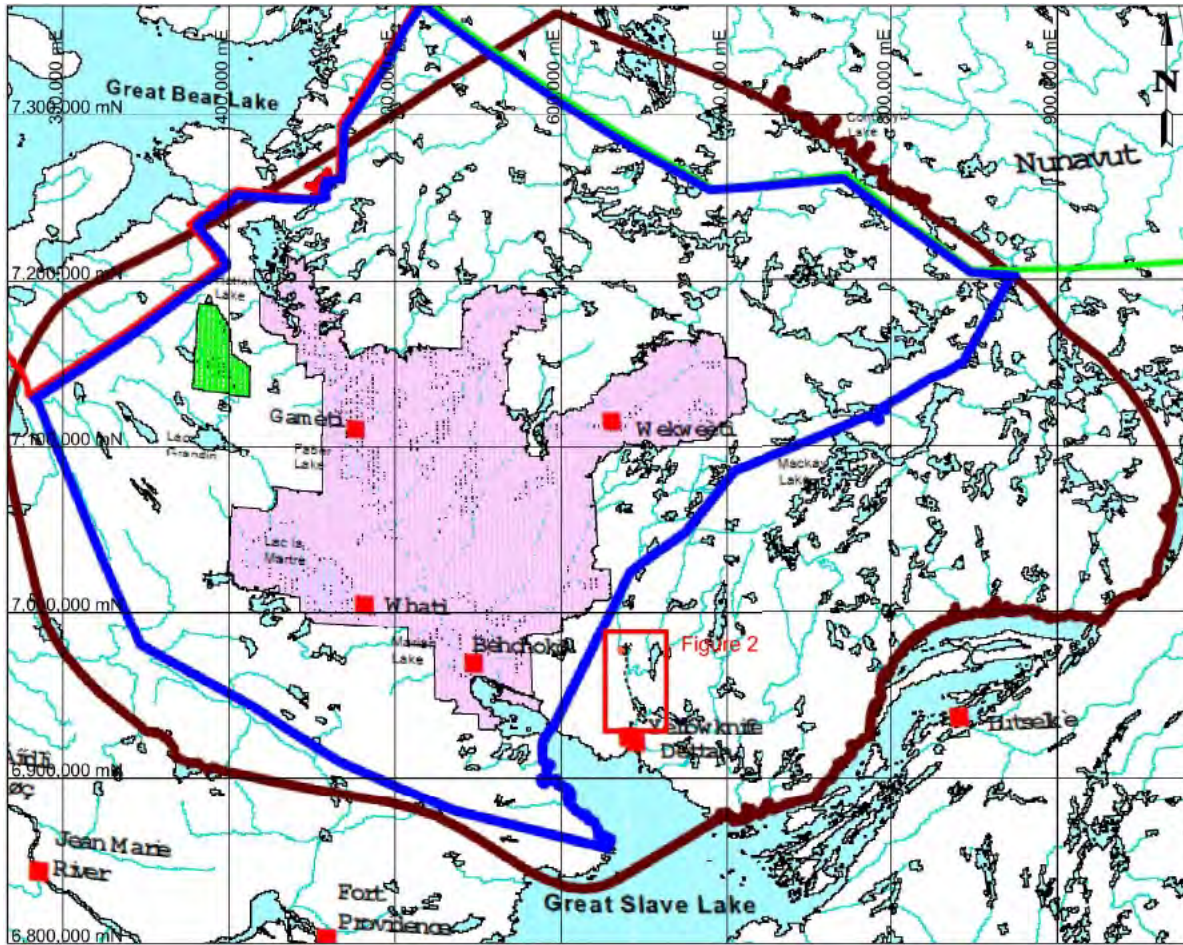 300,000 mE
400,000 mE
600,000 mE
900,000 mE
N
Great Bear Lake
7,300,000 mN
Lake
Nunavut
7,200,000 mN
Lake
Gameti
Wekweeti
7,100,000 mN
Lac
Grandin
Faber
Lake
Mackay
Lake
Lac la
Martre
7,000,000 mN
Whati
Figure 2
Marian
Lake
Behchoko
Yellowknife
Dettah
Hitselk'e
6,900,000 mN
Jean Marie
River
Fort
Providence
Great Slave Lake
6,800,000 mN